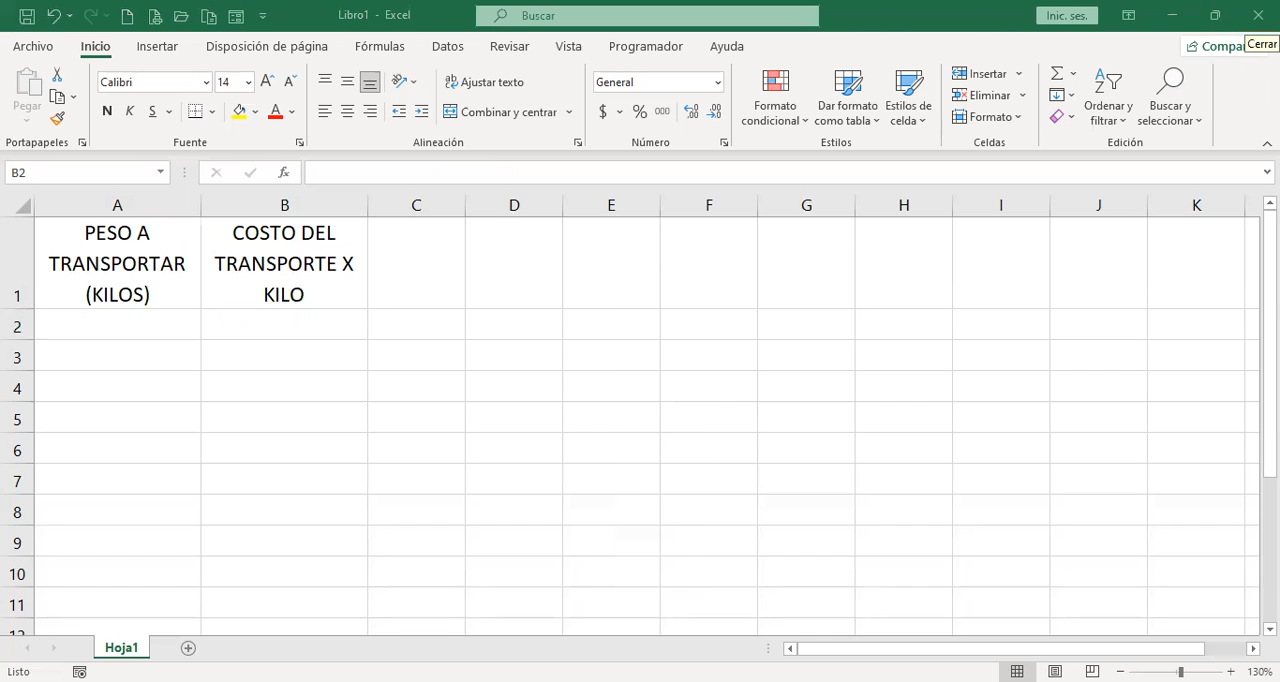 Libro1 - Excel
Buscar
Inic. ses.
Cerrar
Archivo Inicio Insertar Disposición de página Fórmulas Datos Revisar Vista Programador Ayuda
Pegar
Portapapeles
Calibri 14
N K S
Fuente
Ajustar texto
Combinar y centrar
Alineación
General
$ % 000
Número
Formato condicional
Dar formato como tabla
Estilos de celda
Estilos
Insertar
Eliminar
Formato
Celdas
Ordenar y filtrar
Buscar y seleccionar
Edición
B2
fx
A B C D E F G H I J K
1
PESO A
TRANSPORTAR
(KILOS)
COSTO DEL
TRANSPORTE X
KILO
2
3
4
5
6
7
8
9
10
11
Hoja1
Listo
130%